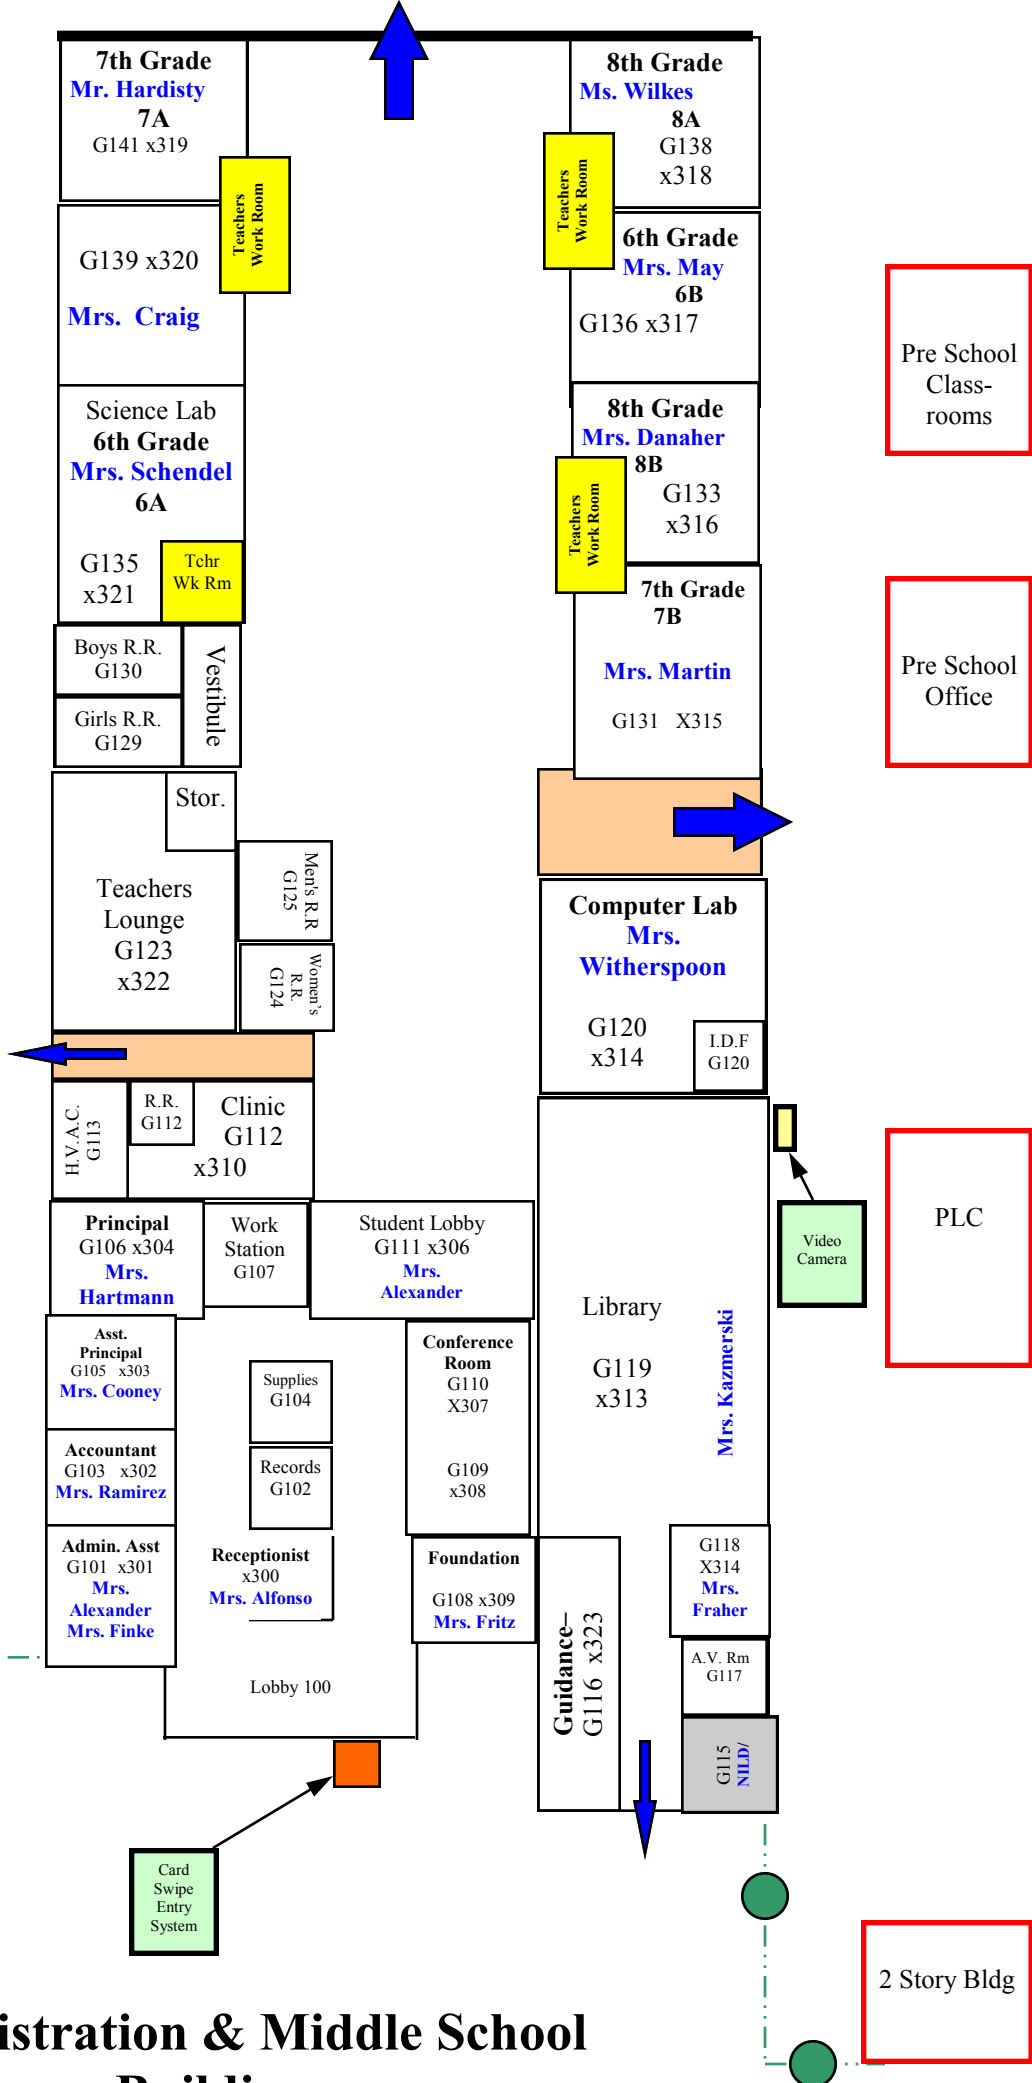 7th Grade
Mr. Hardisty
7A
G141 x319
Teachers
Work Room
G139 x320
Mrs.  Craig
Science Lab
6th Grade
Mrs. Schendel
6A
G135
x321
Tchr
Wk Rm
Boys R.R.
G130
Girls R.R.
G129
Vestibule
Stor.
Teachers
Lounge
G123
x322
Men's R.R
G125
Women's
R.R.
G124
H.V.A.C.
G113
R.R.
G112
Clinic
G112
x310
Principal
G106 x304
Mrs.
Hartmann
Work
Station
G107
Student Lobby
G111 x306
Mrs.
Alexander
Asst.
Principal
G105   x303
Mrs. Cooney
Supplies
G104
Conference
Room
G110
X307
G109
x308
Accountant
G103   x302
Mrs. Ramirez
Records
G102
Admin. Asst
G101  x301
Mrs.
Alexander
Mrs. Finke
Receptionist
x300
Mrs. Alfonso
Foundation
G108 x309
Mrs. Fritz
Lobby 100
Card
Swipe
Entry
System
8th Grade
Ms. Wilkes
8A
G138
x318
Teachers
Work Room
6th Grade
Mrs. May
6B
G136 x317
8th Grade
Mrs. Danaher
8B
G133
x316
Teachers
Work Room
7th Grade
7B
Mrs. Martin
G131   X315
Computer Lab
Mrs.
Witherspoon
G120
x314
I.D.F
G120
Library
G119
x313
Mrs. Kazmerski
Video
Camera
G118
X314
Mrs.
Fraher
A.V. Rm
G117
Guidance–
G116  x323
G115
NILD/
Pre School
Class-
rooms
Pre School
Office
PLC
2 Story Bldg
istration & Middle School